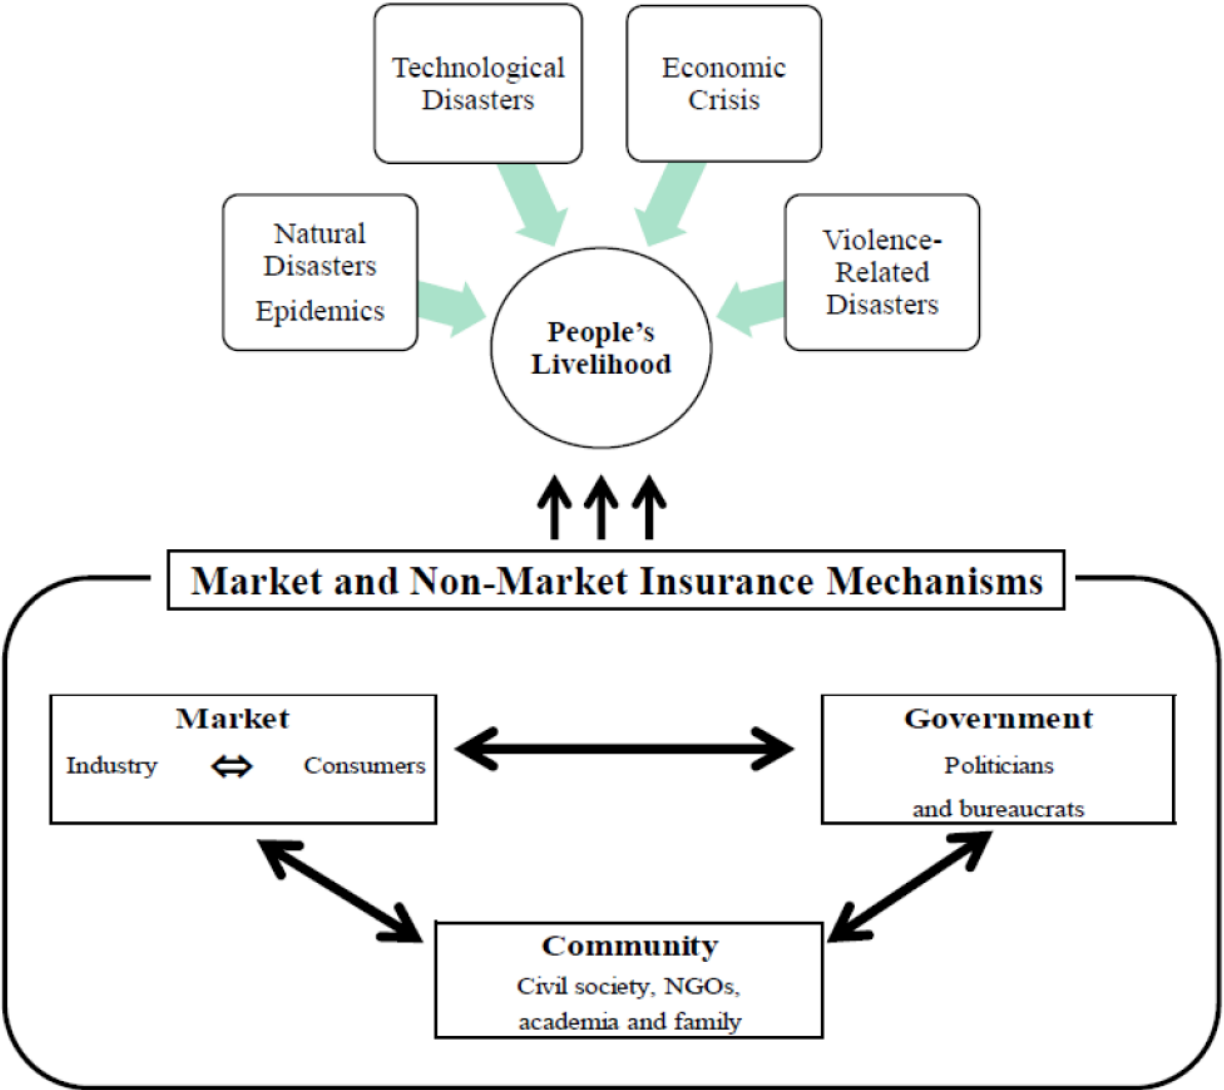 Technological
Disasters
Economic
Crisis
Natural
Disasters
Epidemics
Violence-
Related
Disasters
People’s
Livelihood
Market and Non-Market Insurance Mechanisms
Market
Industry ⇔ Consumers
Government
Politicians
and bureaucrats
Community
Civil society, NGOs,
academia and family